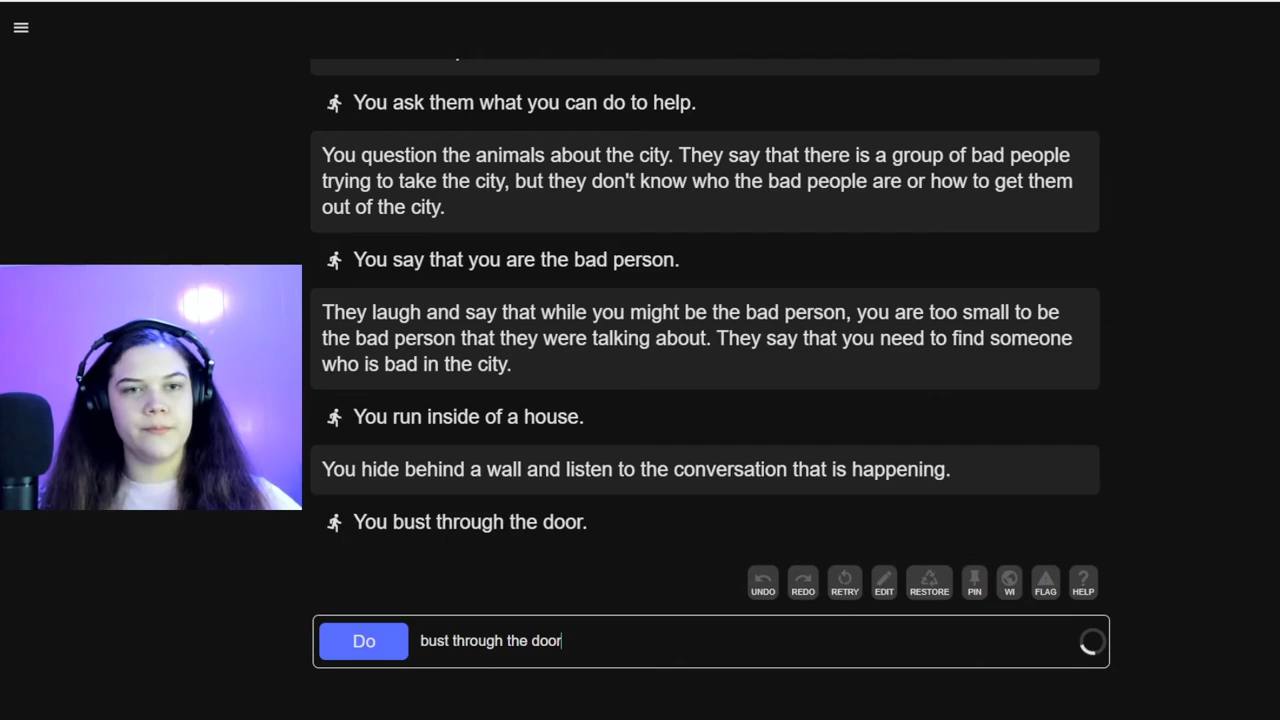 You ask them what you can do to help.
You question the animals about the city. They say that there is a group of bad people
trying to take the city, but they don't know who the bad people are or how to get them
out of the city.
You say that you are the bad person.
They laugh and say that while you might be the bad person, you are too small to be
the bad person that they were talking about. They say that you need to find someone
who is bad in the city.
You run inside of a house.
You hide behind a wall and listen to the conversation that is happening.
You bust through the door.
UNDO REDO RETRY EDIT RESTORE PIN WI FLAG HELP
Do bust through the door